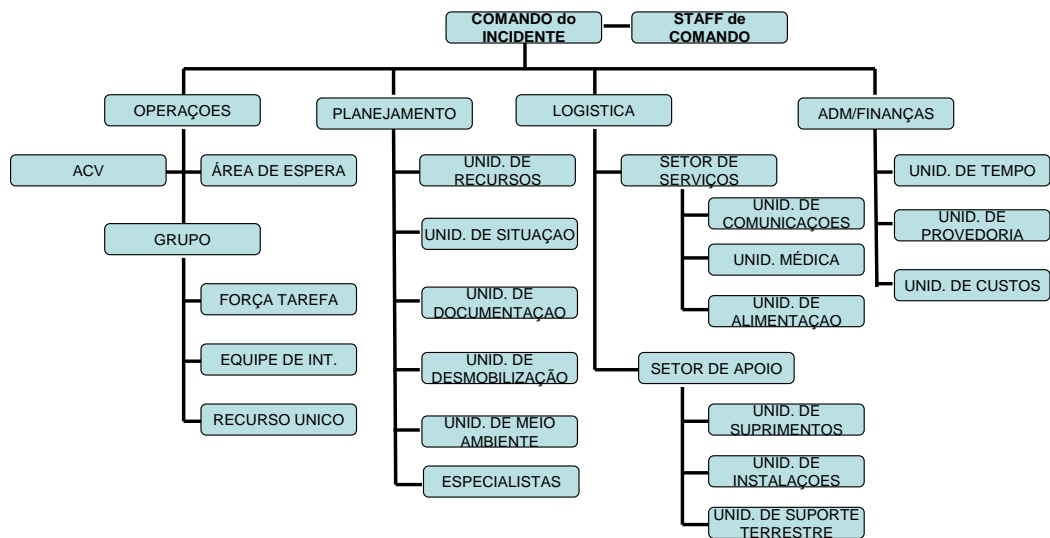 COMANDO do
INCIDENTE
STAFF de
COMANDO
OPERAÇOES
PLANEJAMENTO
LOGISTICA
ADM/FINANÇAS
ACV
ÁREA DE ESPERA
GRUPO
FORÇA TAREFA
EQUIPE DE INT.
RECURSO UNICO
UNID. DE
RECURSOS
UNID. DE SITUAÇAO
UNID. DE
DOCUMENTAÇAO
UNID. DE
DESMOBILIZAÇÃO
UNID. DE MEIO
AMBIENTE
ESPECIALISTAS
SETOR DE
SERVIÇOS
UNID. DE
COMUNICAÇOES
UNID. MÉDICA
UNID. DE
ALIMENTAÇAO
SETOR DE APOIO
UNID. DE
SUPRIMENTOS
UNID. DE
INSTALAÇOES
UNID. DE SUPORTE
TERRESTRE
UNID. DE TEMPO
UNID. DE
PROVEDORIA
UNID. DE CUSTOS